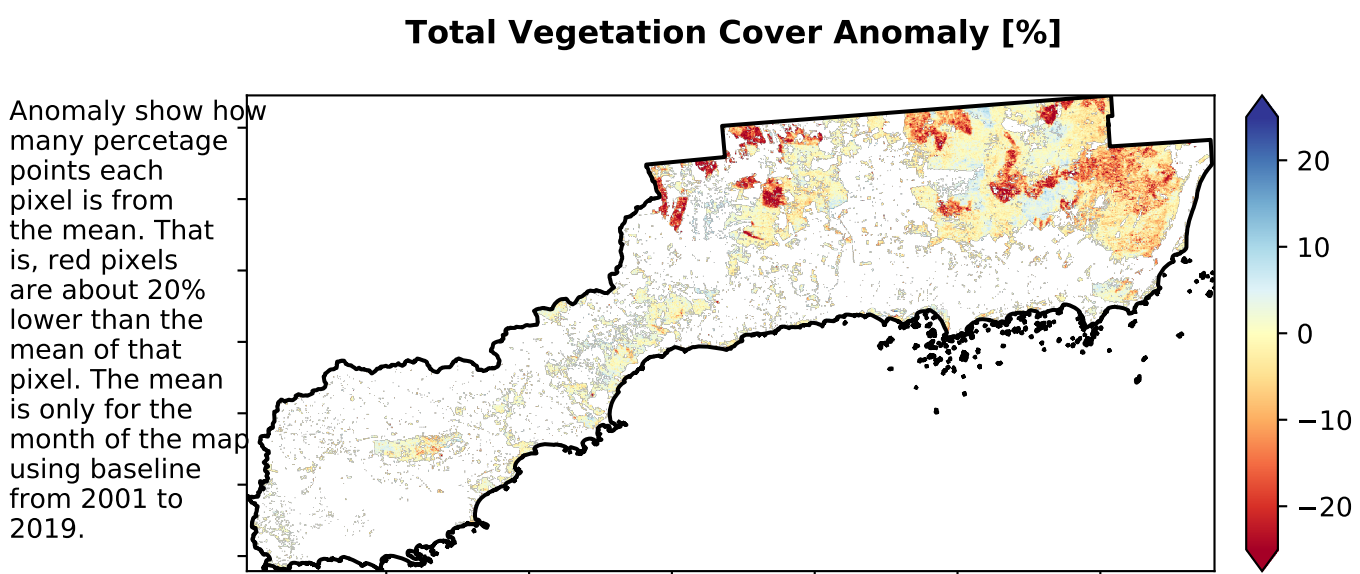 Total Vegetation Cover Anomaly [%]
Anomaly show how
many percetage
points each
pixel is from
the mean. That
is, red pixels
are about 20%
lower than the
mean of that
pixel. The mean
is only for the
month of the map
using baseline
from 2001 to
2019.
20
10
0
−10
−20